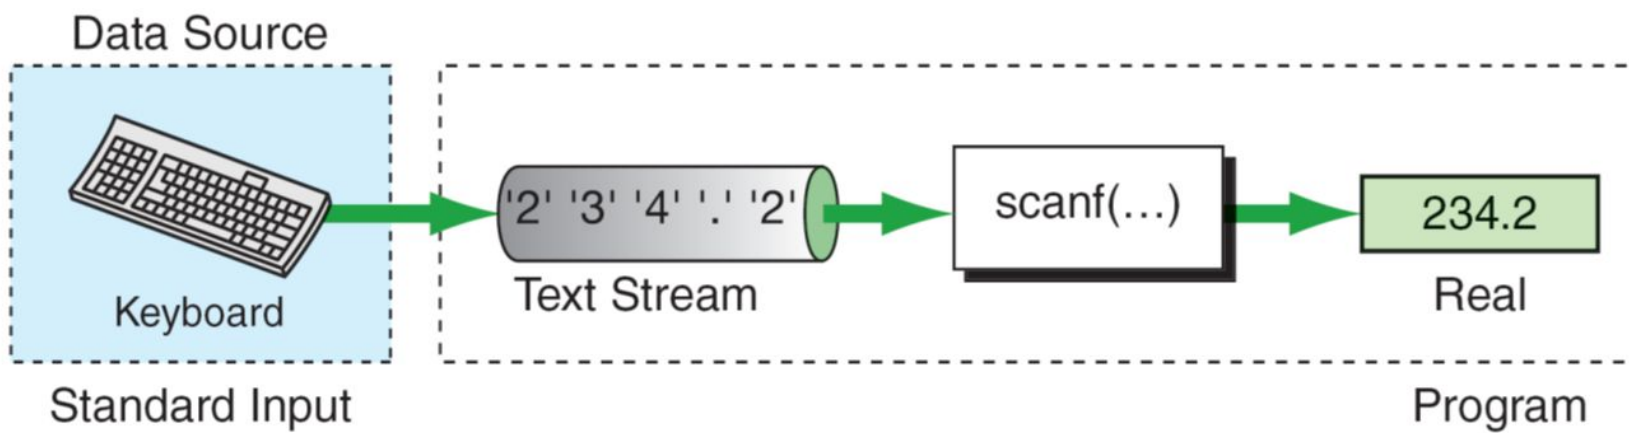 Data Source
'2' '3' '4' '.' '2'
scanf(...)
234.2
Keyboard
Text Stream
Real
Standard Input
Program